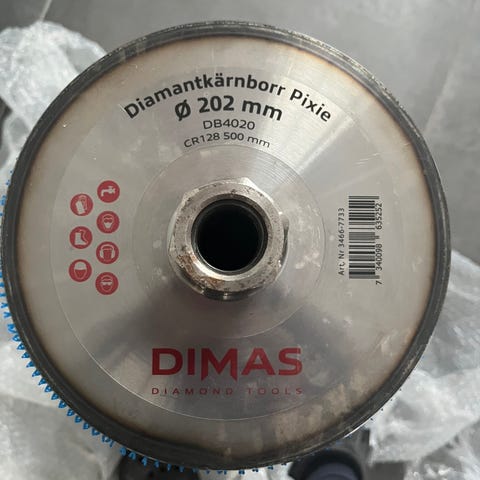 Diamantkärnborr Pixie
Ø 202 mm
DB4020
CR128 500 mm
Art. Nr 3466-7733
7 340098 635252
DIMAS
DIAMOND TOOLS